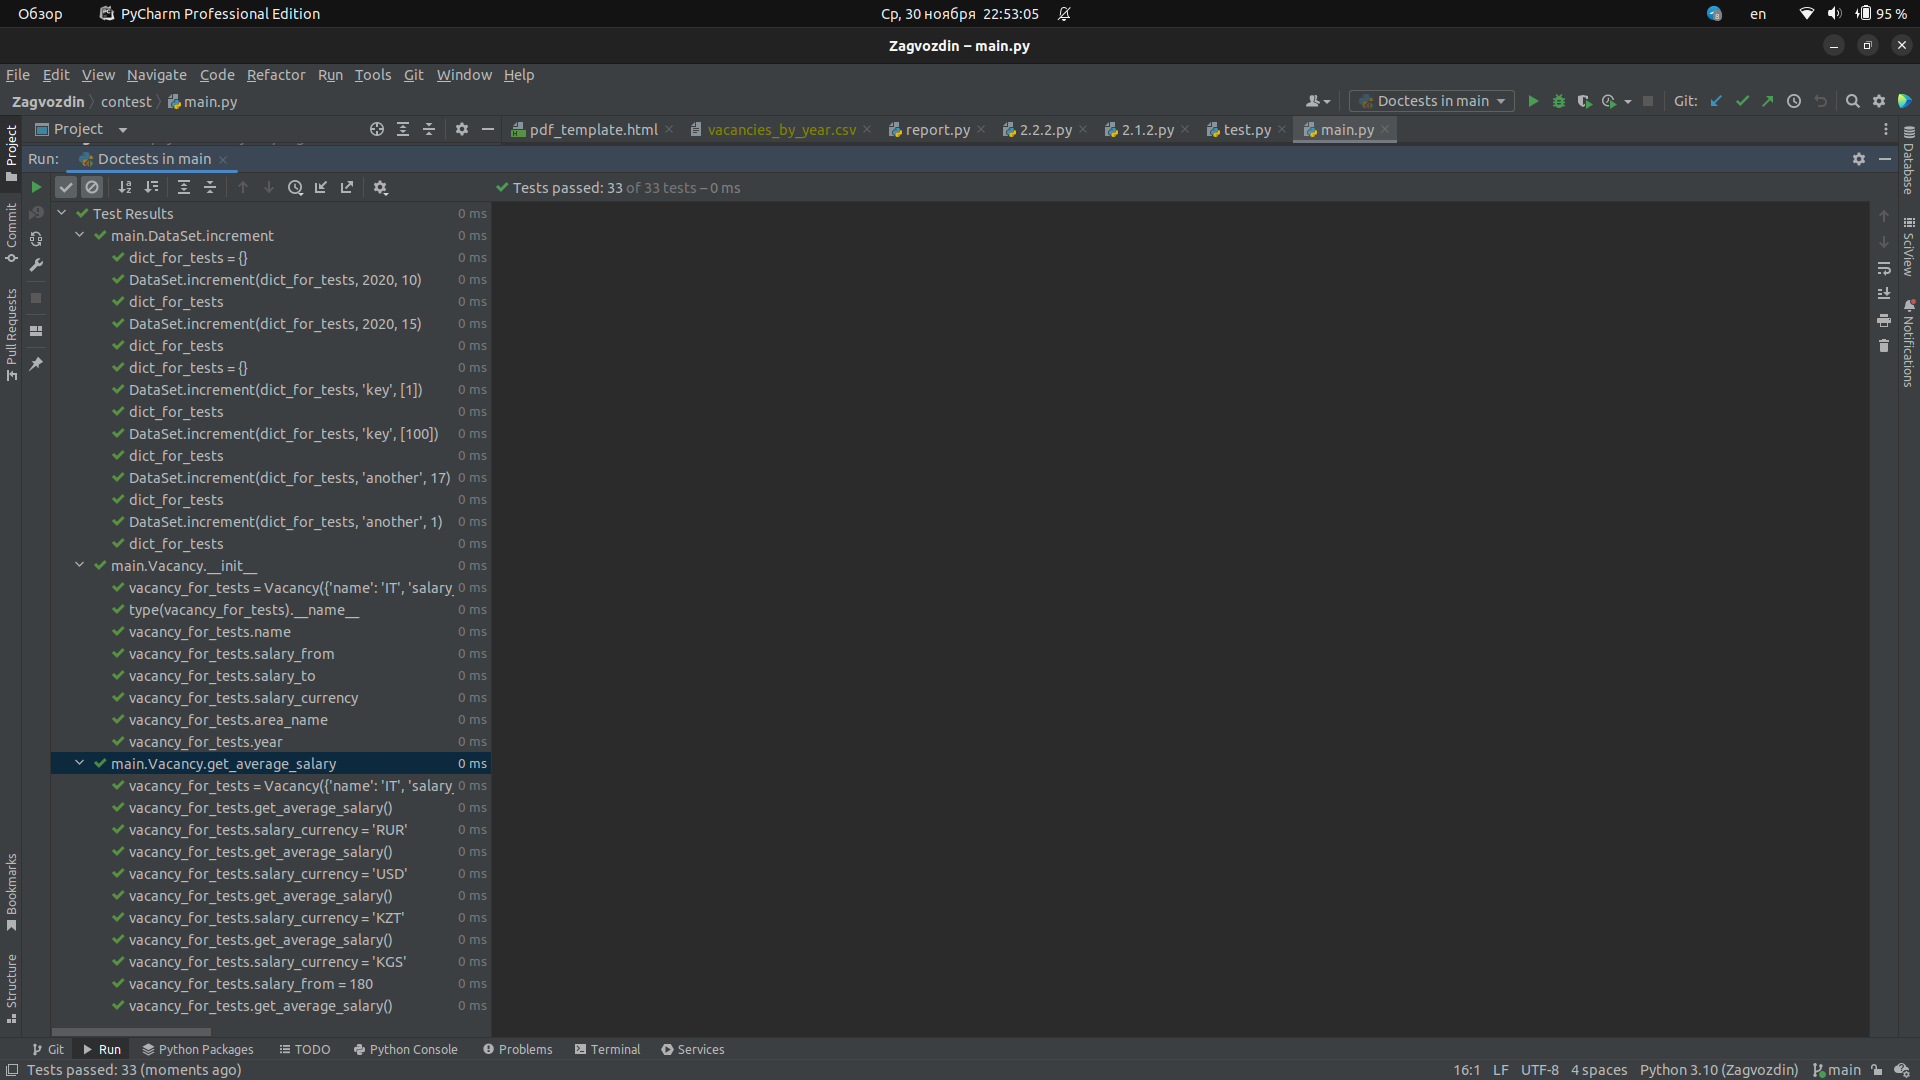 Обзор PyCharm Professional Edition Ср, 30 ноября 22:53:05 en 95 %
Zagvozdin – main.py
File Edit View Navigate Code Refactor Run Tools Git Window Help
Zagvozdin contest main.py Doctests in main Git:
Project pdf_template.html vacancies_by_year.csv report.py 2.2.2.py 2.1.2.py test.py main.py
Run: Doctests in main
Tests passed: 33 of 33 tests – 0 ms
Test Results 0 ms
main.DataSet.increment 0 ms
dict_for_tests = {} 0 ms
DataSet.increment(dict_for_tests, 2020, 10) 0 ms
dict_for_tests 0 ms
DataSet.increment(dict_for_tests, 2020, 15) 0 ms
dict_for_tests 0 ms
dict_for_tests = {} 0 ms
DataSet.increment(dict_for_tests, 'key', [1]) 0 ms
dict_for_tests 0 ms
DataSet.increment(dict_for_tests, 'key', [100]) 0 ms
dict_for_tests 0 ms
DataSet.increment(dict_for_tests, 'another', 17) 0 ms
dict_for_tests 0 ms
DataSet.increment(dict_for_tests, 'another', 1) 0 ms
dict_for_tests 0 ms
main.Vacancy.__init__ 0 ms
vacancy_for_tests = Vacancy({'name': 'IT', 'salary_ 0 ms
type(vacancy_for_tests).__name__ 0 ms
vacancy_for_tests.name 0 ms
vacancy_for_tests.salary_from 0 ms
vacancy_for_tests.salary_to 0 ms
vacancy_for_tests.salary_currency 0 ms
vacancy_for_tests.area_name 0 ms
vacancy_for_tests.year 0 ms
main.Vacancy.get_average_salary 0 ms
vacancy_for_tests = Vacancy({'name': 'IT', 'salary_ 0 ms
vacancy_for_tests.get_average_salary() 0 ms
vacancy_for_tests.salary_currency = 'RUR' 0 ms
vacancy_for_tests.get_average_salary() 0 ms
vacancy_for_tests.salary_currency = 'USD' 0 ms
vacancy_for_tests.get_average_salary() 0 ms
vacancy_for_tests.salary_currency = 'KZT' 0 ms
vacancy_for_tests.get_average_salary() 0 ms
vacancy_for_tests.salary_currency = 'KGS' 0 ms
vacancy_for_tests.salary_from = 180 0 ms
vacancy_for_tests.get_average_salary() 0 ms
Project
Commit
Pull Requests
Bookmarks
Structure
Database
SciView
Notifications
Git Run Python Packages TODO Python Console Problems Terminal Services
Tests passed: 33 (moments ago) 16:1 LF UTF-8 4 spaces Python 3.10 (Zagvozdin) main